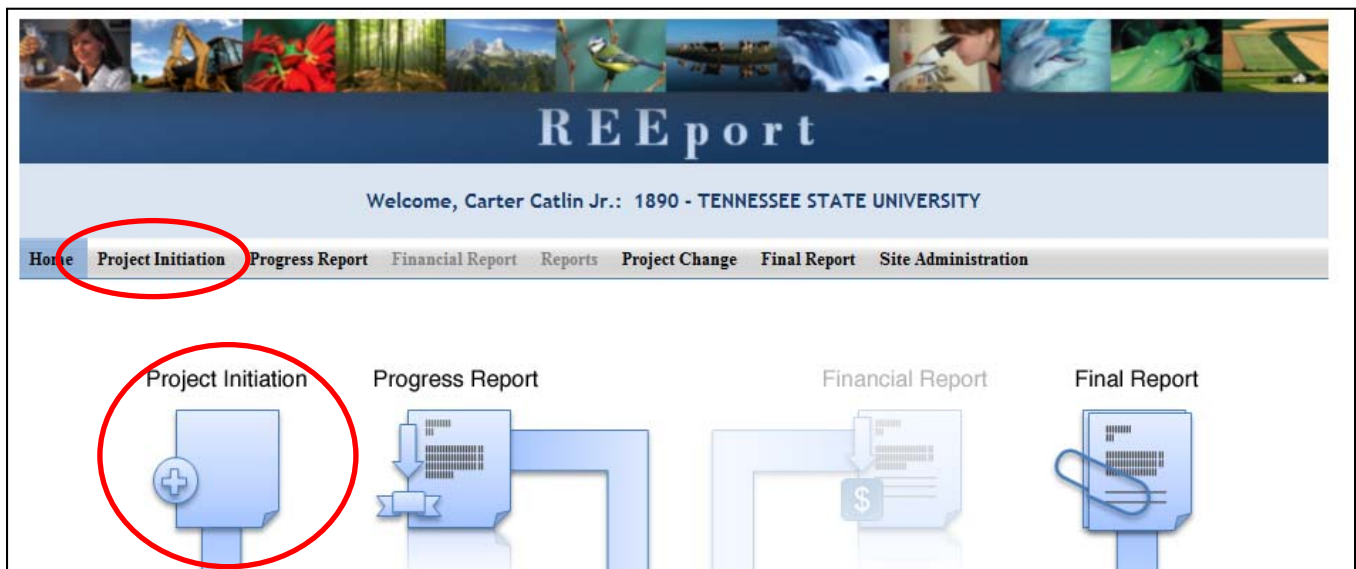 REEport
Welcome, Carter Catlin Jr.: 1890 - TENNESSEE STATE UNIVERSITY
Home Project Initiation Progress Report Financial Report Reports Project Change Final Report Site Administration
Project Initiation Progress Report Financial Report Final Report
$